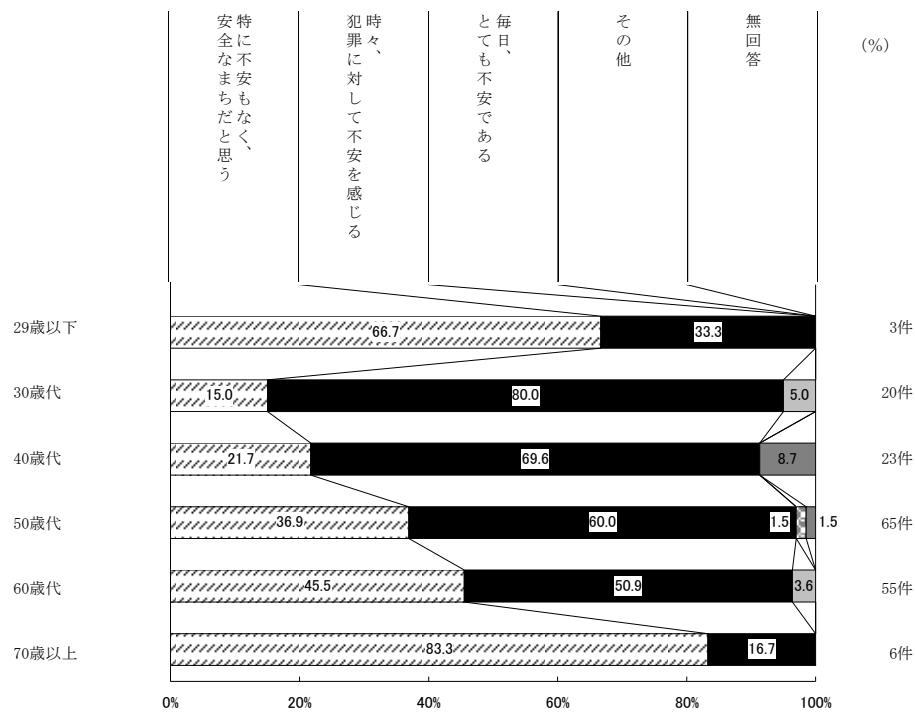 特に不安もなく、
安全なまちだと思う
時々、
犯罪に対して不安を感じる
毎日、
とても不安である
その他
無回答
(%)
29歳以下 66.7 33.3 3件
30歳代 15.0 80.0 5.0 20件
40歳代 21.7 69.6 8.7 23件
50歳代 36.9 60.0 1.5 1.5 65件
60歳代 45.5 50.9 3.6 55件
70歳以上 83.3 16.7 6件
0% 20% 40% 60% 80% 100%